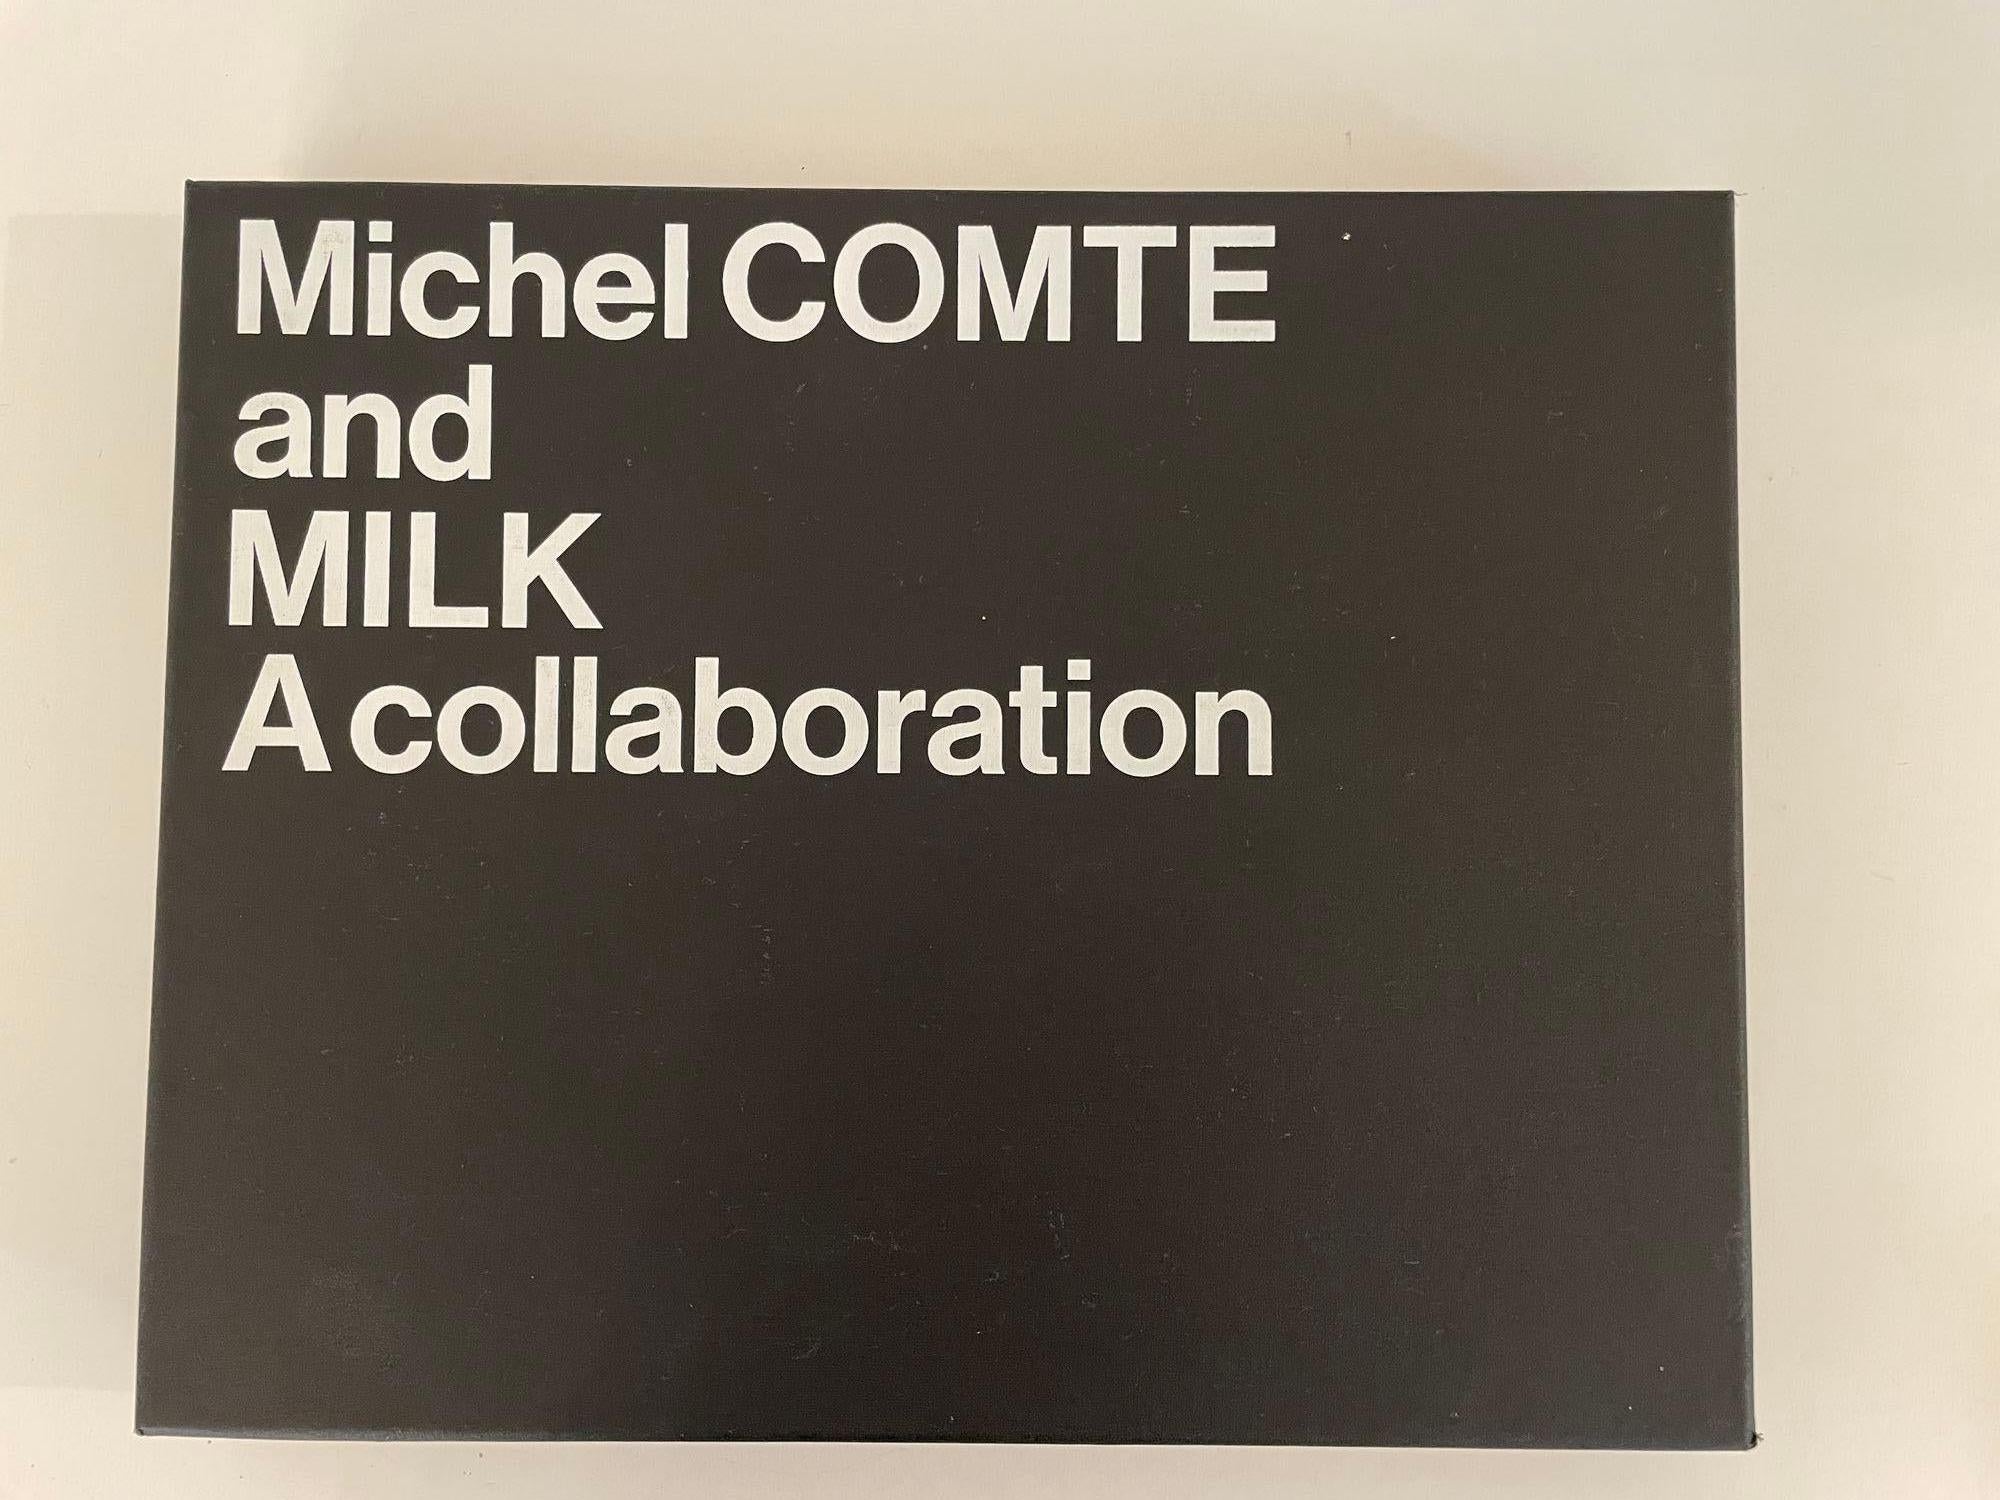 Michel COMTE
and
MILK
A collaboration